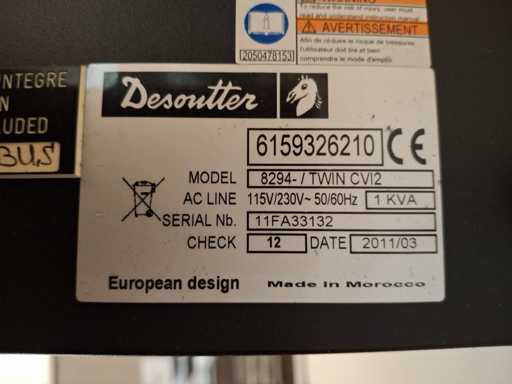 WARNING
To reduce the risk of injury, user must
read and understand instruction manual
AVERTISSEMENT
Afin de réduire le risque de blessures
l'utilisateur doit lire et bien
comprendre le mode d'emploi
2050478153
INTEGRE
LUDED
BUS
Desoutter
6159326210 CE
MODEL 8294- / TWIN CVI2
AC LINE 115V/230V~ 50/60Hz 1 KVA
SERIAL Nb. 11FA33132
CHECK 12 DATE 2011/03
European design Made In Morocco